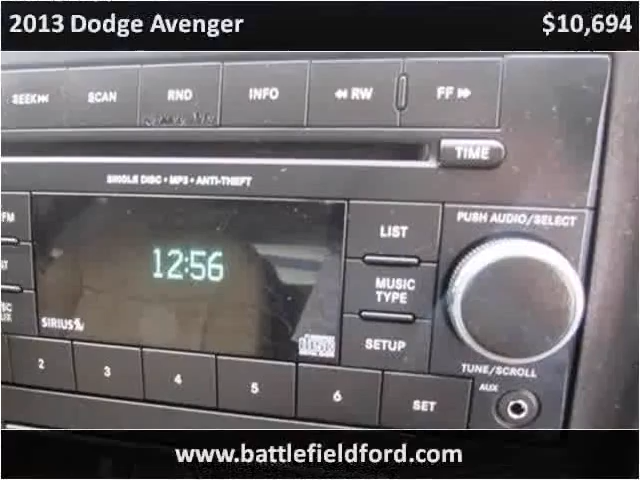 2013 Dodge Avenger $10,694
SEEK SCAN RND INFO RW FF
TIME
SINGLE DISC • MP3 • ANTI-THEFT
FM
LIST
PUSH AUDIO/SELECT
12:56
MUSIC
TYPE
SIRIUS
SETUP
TUNE/SCROLL
AUX
2 3 4 5 6 SET
www.battlefieldford.com